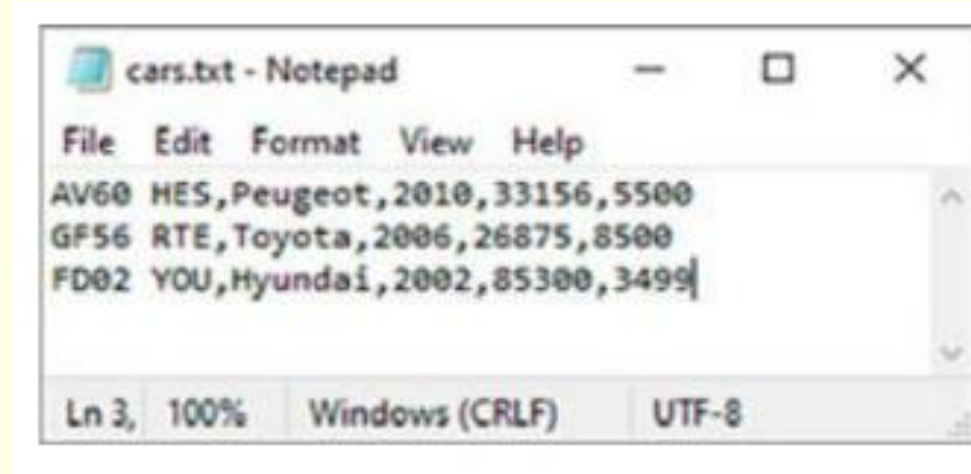 cars.txt - Notepad
File Edit Format View Help
AV60 HES,Peugeot,2010,33156,5500
GF56 RTE,Toyota,2006,26875,8500
FD02 YOU,Hyundai,2002,85300,3499
Ln 3, 100% Windows (CRLF) UTF-8